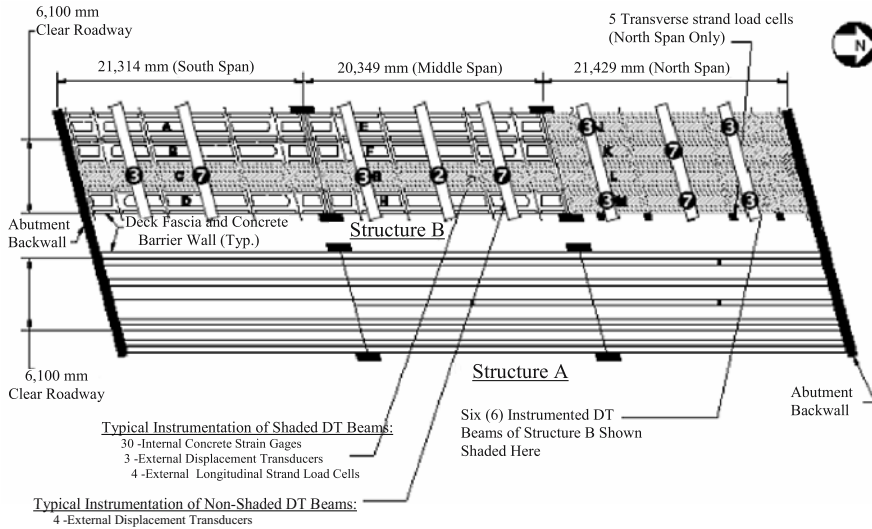 6,100 mm
Clear Roadway
5 Transverse strand load cells
(North Span Only)
N
21,314 mm (South Span)
20,349 mm (Middle Span)
21,429 mm (North Span)
A
E
3
J
3
B
F
K
7
3
C
7
3
G
2
7
L
D
H
3
M
7
3
Abutment
Backwall
Deck Fascia and Concrete
Barrier Wall (Typ.)
Structure B
6,100 mm
Clear Roadway
Structure A
Abutment
Backwall
Typical Instrumentation of Shaded DT Beams:
30 -Internal Concrete Strain Gages
3 -External Displacement Transducers
4 -External Longitudinal Strand Load Cells
Six (6) Instrumented DT
Beams of Structure B Shown
Shaded Here
Typical Instrumentation of Non-Shaded DT Beams:
4 -External Displacement Transducers